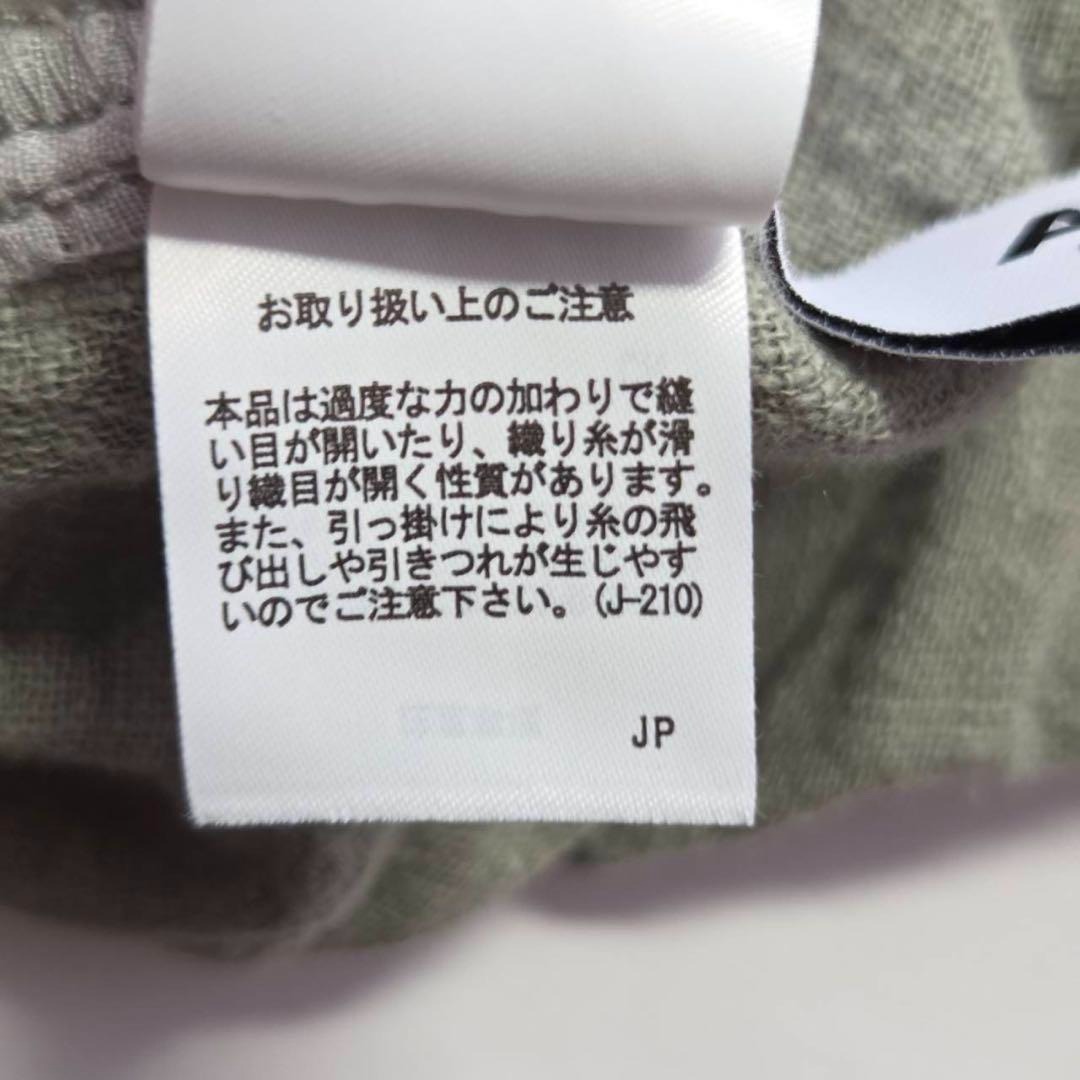 お取り扱い上のご注意
本品は過度な力の加わりで縫
い目が開いたり、織り糸が滑
り織目が開く性質があります。
また、引っ掛けにより糸の飛
び出しや引きつれが生じやす
いのでご注意下さい。(J-210)
JP